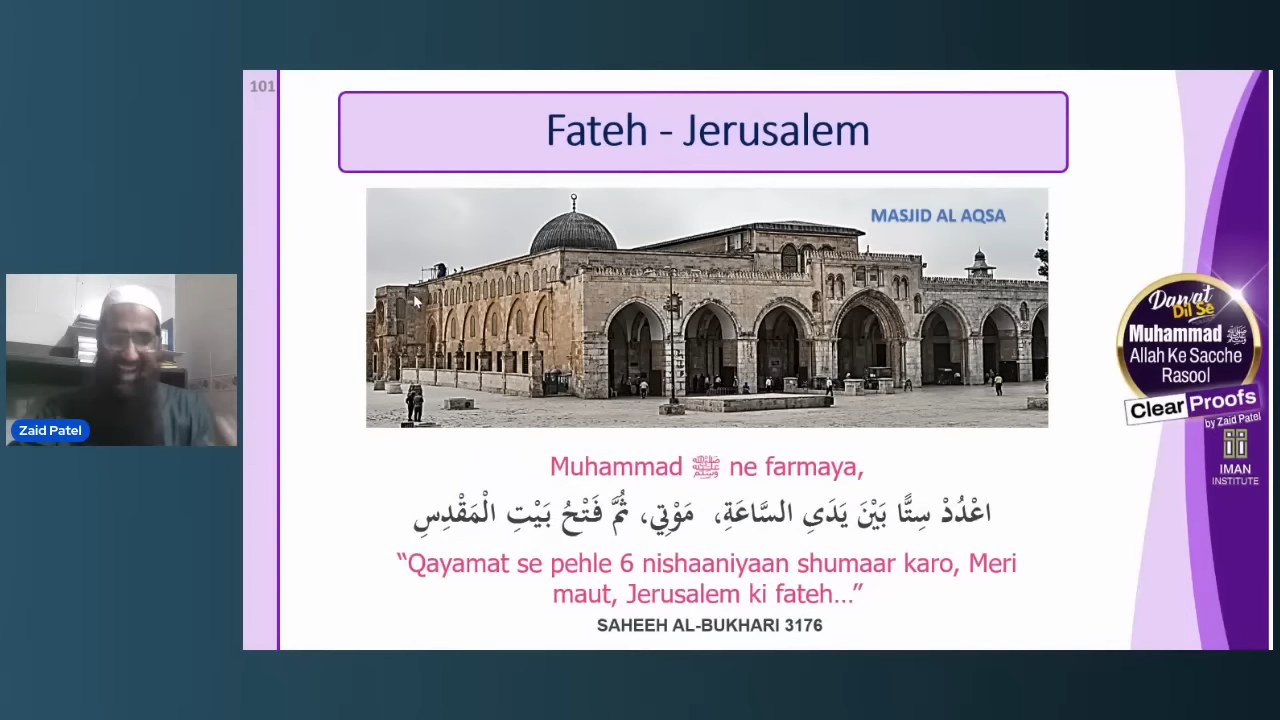 101
Fateh - Jerusalem
MASJID AL AQSA
Zaid Patel
Muhammad ﷺ ne farmaya,
اعْدُدْ سِتًّا بَيْنَ يَدَىِ السَّاعَةِ، مَوْتِي، ثُمَّ فَتْحُ بَيْتِ الْمَقْدِسِ
“Qayamat se pehle 6 nishaaniyaan shumaar karo, Meri
maut, Jerusalem ki fateh...”
SAHEEH AL-BUKHARI 3176
Dawat
Dil Se
Muhammad ﷺ
Allah Ke Sacche
Rasool
Clear Proofs
by Zaid Patel
IMAN
INSTITUTE